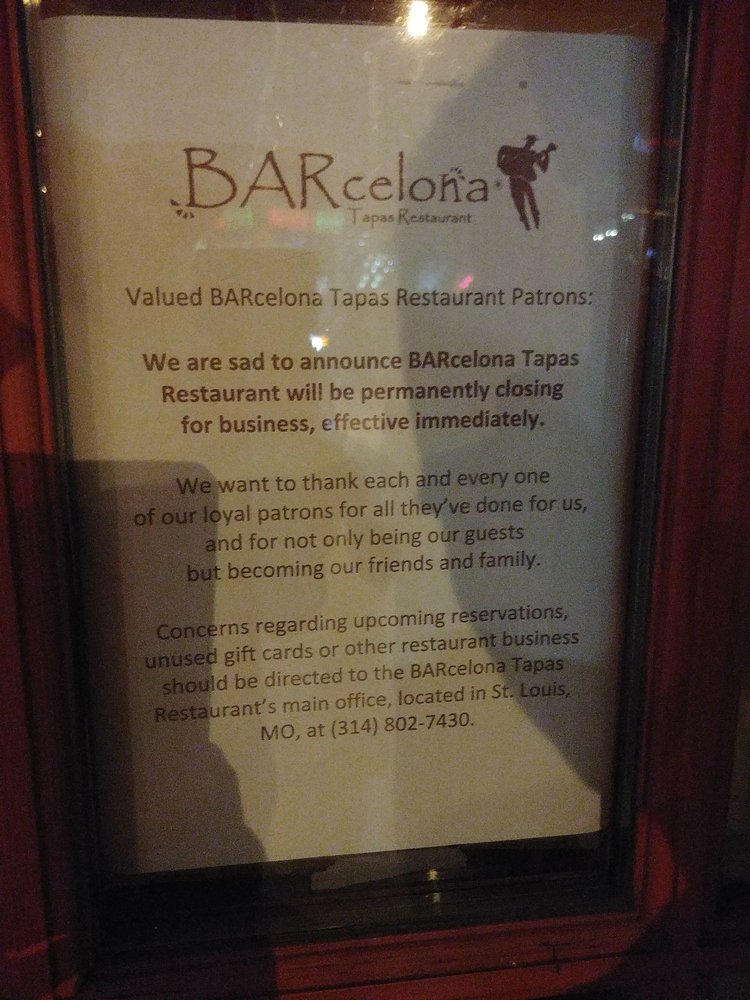 BARcelona
Tapas Restaurant
Valued BARcelona Tapas Restaurant Patrons:
We are sad to announce BARcelona Tapas
Restaurant will be permanently closing
for business, effective immediately.
We want to thank each and every one
of our loyal patrons for all they've done for us,
and for not only being our guests
but becoming our friends and family.
Concerns regarding upcoming reservations,
unused gift cards or other restaurant business
should be directed to the BARcelona Tapas
Restaurant's main office, located in St. Louis,
MO, at (314) 802-7430.